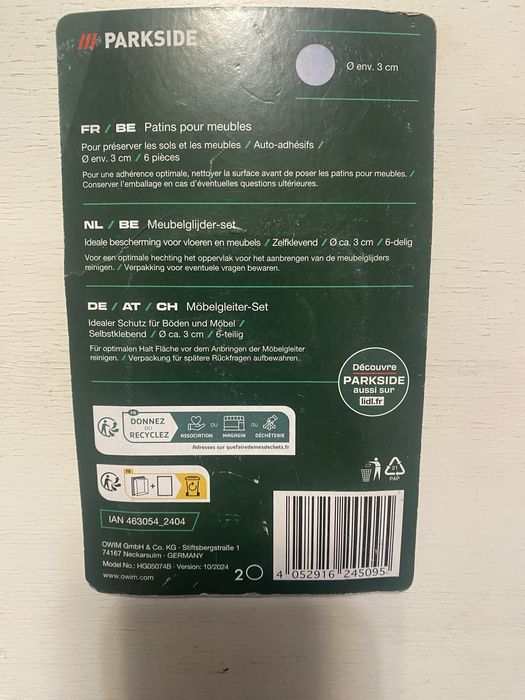 PARKSIDE
Ø env. 3 cm
FR / BE Patins pour meubles
Pour préserver les sols et les meubles / Auto-adhésifs /
Ø env. 3 cm / 6 pièces
Pour une adhérence optimale, nettoyer la surface avant de poser les patins pour meubles. /
Conserver l'emballage en cas d'éventuelles questions ultérieures.
NL / BE Meubelglijder-set
Ideale bescherming voor vloeren en meubels / Zelfklevend / Ø ca. 3 cm / 6-delig
Voor een optimale hechting het oppervlak voor het aanbrengen van de meubelglijders
reinigen. / Verpakking voor eventuele vragen bewaren.
DE / AT / CH Möbelgleiter-Set
Idealer Schutz für Böden und Möbel /
Selbstklebend / Ø ca. 3 cm / 6-teilig
Für optimalen Halt Fläche vor dem Anbringen der Möbelgleiter
reinigen. / Verpackung für spätere Rückfragen aufbewahren.
Découvre
PARKSIDE
aussi sur
lidl.fr
FR
DONNEZ
OU
RECYCLEZ
ASSOCIATION
OU
MAGASIN
OU
DÉCHÈTERIE
Adresses sur quefairedemesdechets.fr
FR
+
21
PAP
IAN 463054_2404
OWIM GmbH & Co. KG · Stiftsbergstraße 1
74167 Neckarsulm · GERMANY
Model No.: HG05074B · Version: 10/2024
www.owim.com
2
4 052916 245095